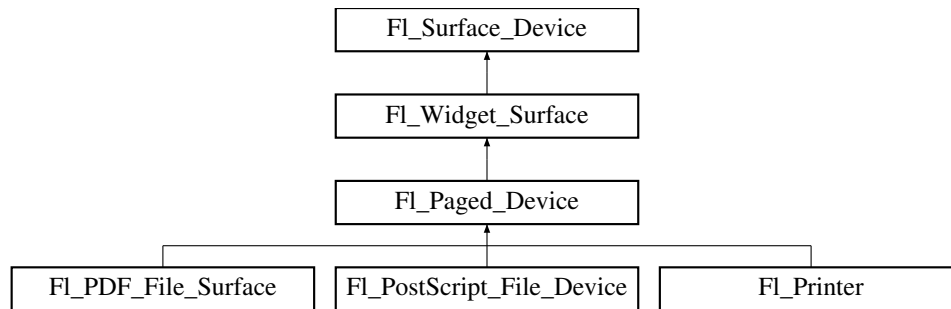 Fl_Surface_Device
Fl_Widget_Surface
Fl_Paged_Device
Fl_PDF_File_Surface
Fl_PostScript_File_Device
Fl_Printer